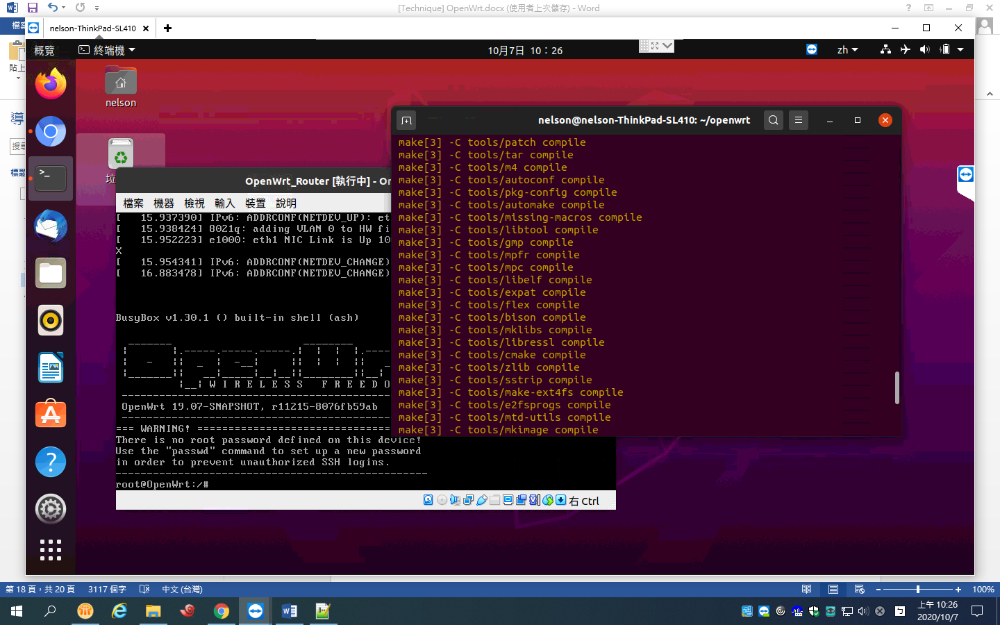 [Technique] OpenWrt.docx (使用者上次儲存) - Word
檔案
nelson-ThinkPad-SL410
貼上
概覽
終端機
10月7日 10：26
zh
導
搜尋
標題
nelson
nelson@nelson-ThinkPad-SL410: ~/openwrt
make[3] -C tools/patch compile
make[3] -C tools/tar compile
make[3] -C tools/m4 compile
make[3] -C tools/autoconf compile
make[3] -C tools/pkg-config compile
make[3] -C tools/automake compile
make[3] -C tools/missing-macros compile
make[3] -C tools/libtool compile
make[3] -C tools/gmp compile
make[3] -C tools/mpfr compile
make[3] -C tools/mpc compile
make[3] -C tools/libelf compile
make[3] -C tools/expat compile
make[3] -C tools/flex compile
make[3] -C tools/bison compile
make[3] -C tools/mklibs compile
make[3] -C tools/libressl compile
make[3] -C tools/cmake compile
make[3] -C tools/zlib compile
make[3] -C tools/sstrip compile
make[3] -C tools/make-ext4fs compile
make[3] -C tools/e2fsprogs compile
make[3] -C tools/mtd-utils compile
make[3] -C tools/mkimage compile
垃
OpenWrt_Router [執行中] - Or
檔案 機器 檢視 輸入 裝置 說明
[ 15.937390] IPv6: ADDRCONF(NETDEV_UP): et
[ 15.938424] 8021q: adding VLAN 0 to HW fi
[ 15.952223] e1000: eth1 NIC Link is Up 10
X
[ 15.954341] IPv6: ADDRCONF(NETDEV_CHANGE)
[ 16.883478] IPv6: ADDRCONF(NETDEV_CHANGE)
BusyBox v1.30.1 () built-in shell (ash)
W I R E L E S S F R E E D O
OpenWrt 19.07-SNAPSHOT, r11215-8076fb59ab
=== WARNING! ===============================
There is no root password defined on this device!
Use the "passwd" command to set up a new password
in order to prevent unauthorized SSH logins.
root@OpenWrt:/#
右 Ctrl
第 18 頁，共 20 頁 3117 個字 中文 (台灣)
100%
上午 10:26
2020/10/7